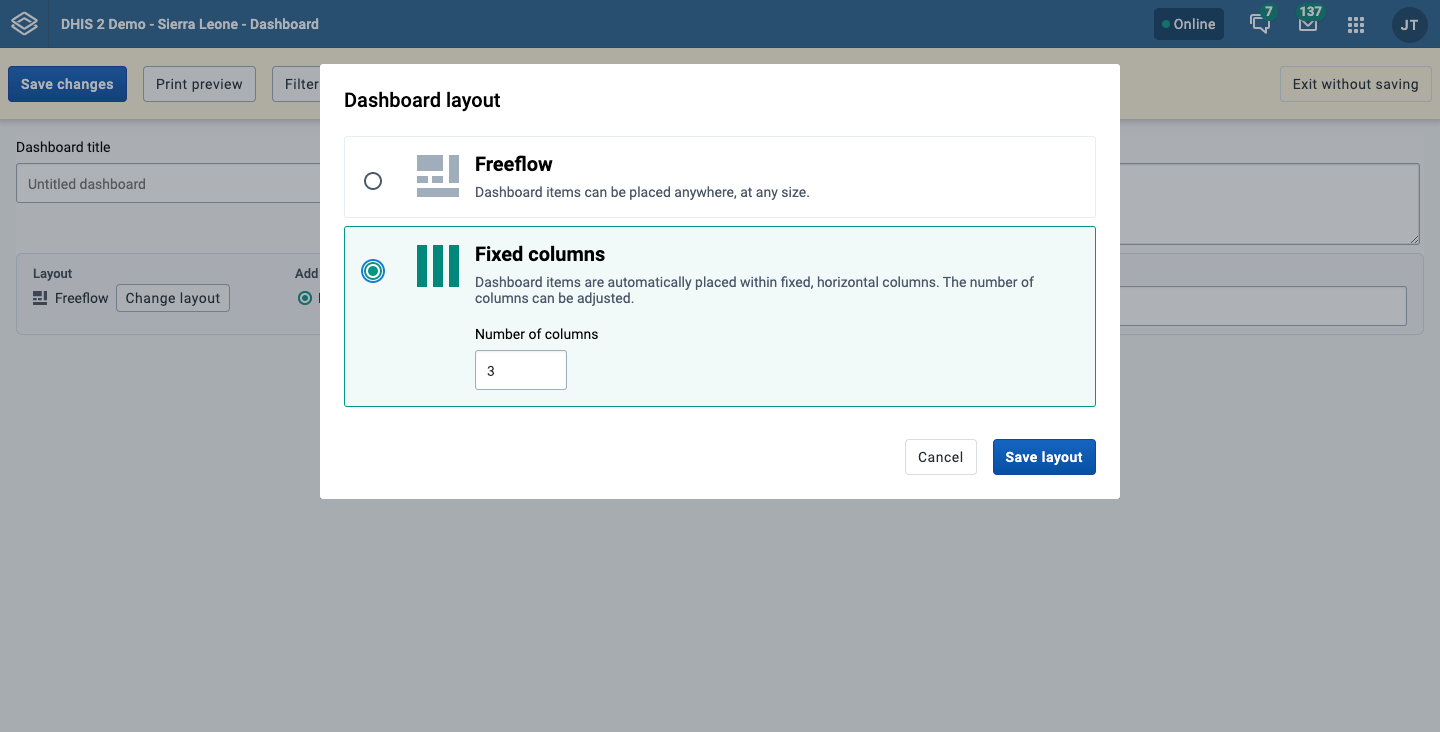 DHIS 2 Demo - Sierra Leone - Dashboard
Online
7
137
JT
Save changes
Print preview
Filter
Exit without saving
Dashboard layout
Dashboard title
Untitled dashboard
Freeflow
Dashboard items can be placed anywhere, at any size.
Fixed columns
Dashboard items are automatically placed within fixed, horizontal columns. The number of
columns can be adjusted.
Number of columns
3
Layout
Freeflow
Change layout
Add
Cancel
Save layout